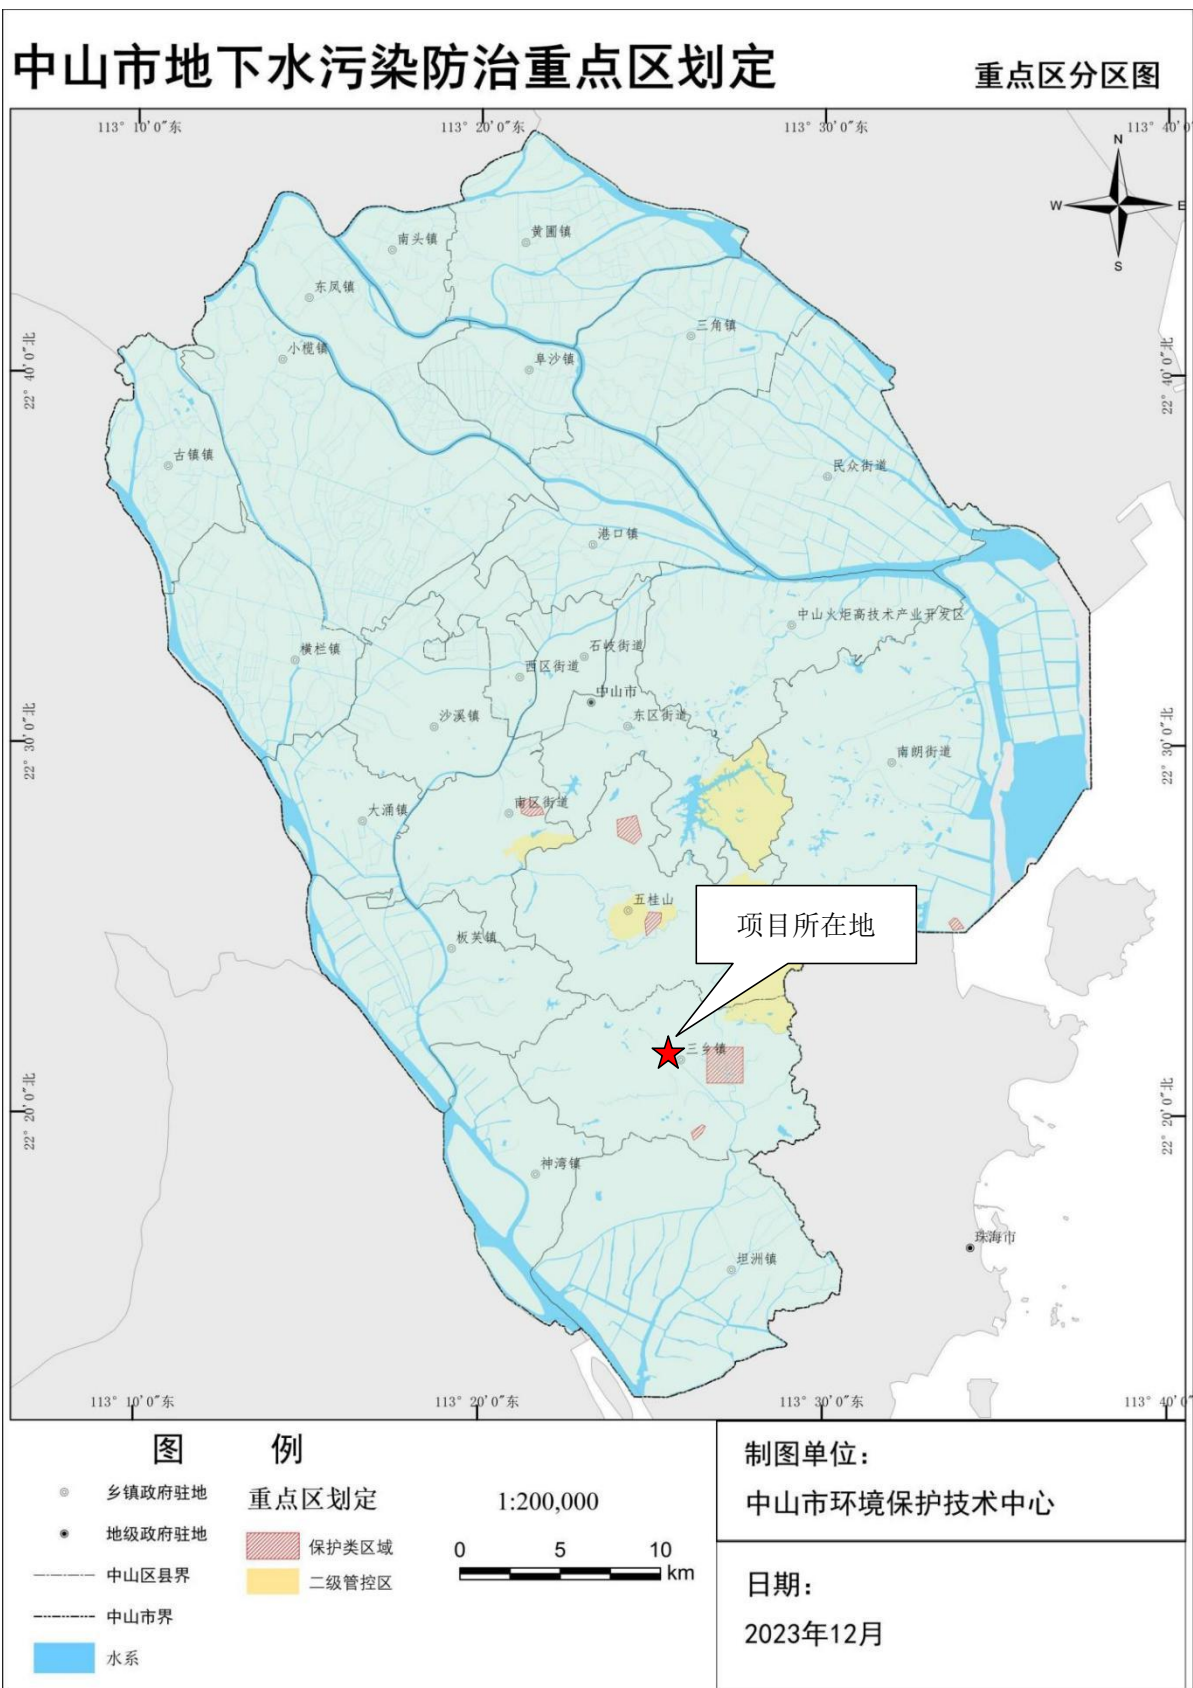 中山市地下水污染防治重点区划定
重点区分区图
113° 10'0"东
113° 20'0"东
113° 30'0"东
113° 40'0"
N
W
E
S
南头镇
黄圃镇
东凤镇
三角镇
小榄镇
阜沙镇
22° 40'0"北
22° 40'0"北
古镇镇
民众街道
港口镇
中山火炬高技术产业开发区
横栏镇
石岐街道
西区街道
中山市
沙溪镇
东区街道
22° 30'0"北
22° 30'0"北
南朗街道
大涌镇
南区街道
五桂山
项目所在地
板芙镇
三乡镇
22° 20'0"北
22° 20'0"北
神湾镇
珠海市
坦洲镇
113° 10'0"东
113° 20'0"东
113° 30'0"东
113° 40'0
图 例
乡镇政府驻地
地级政府驻地
中山区县界
中山市界
水系
重点区划定
保护类区域
二级管控区
1:200,000
0 5 10
km
制图单位：
中山市环境保护技术中心
日期：
2023年12月